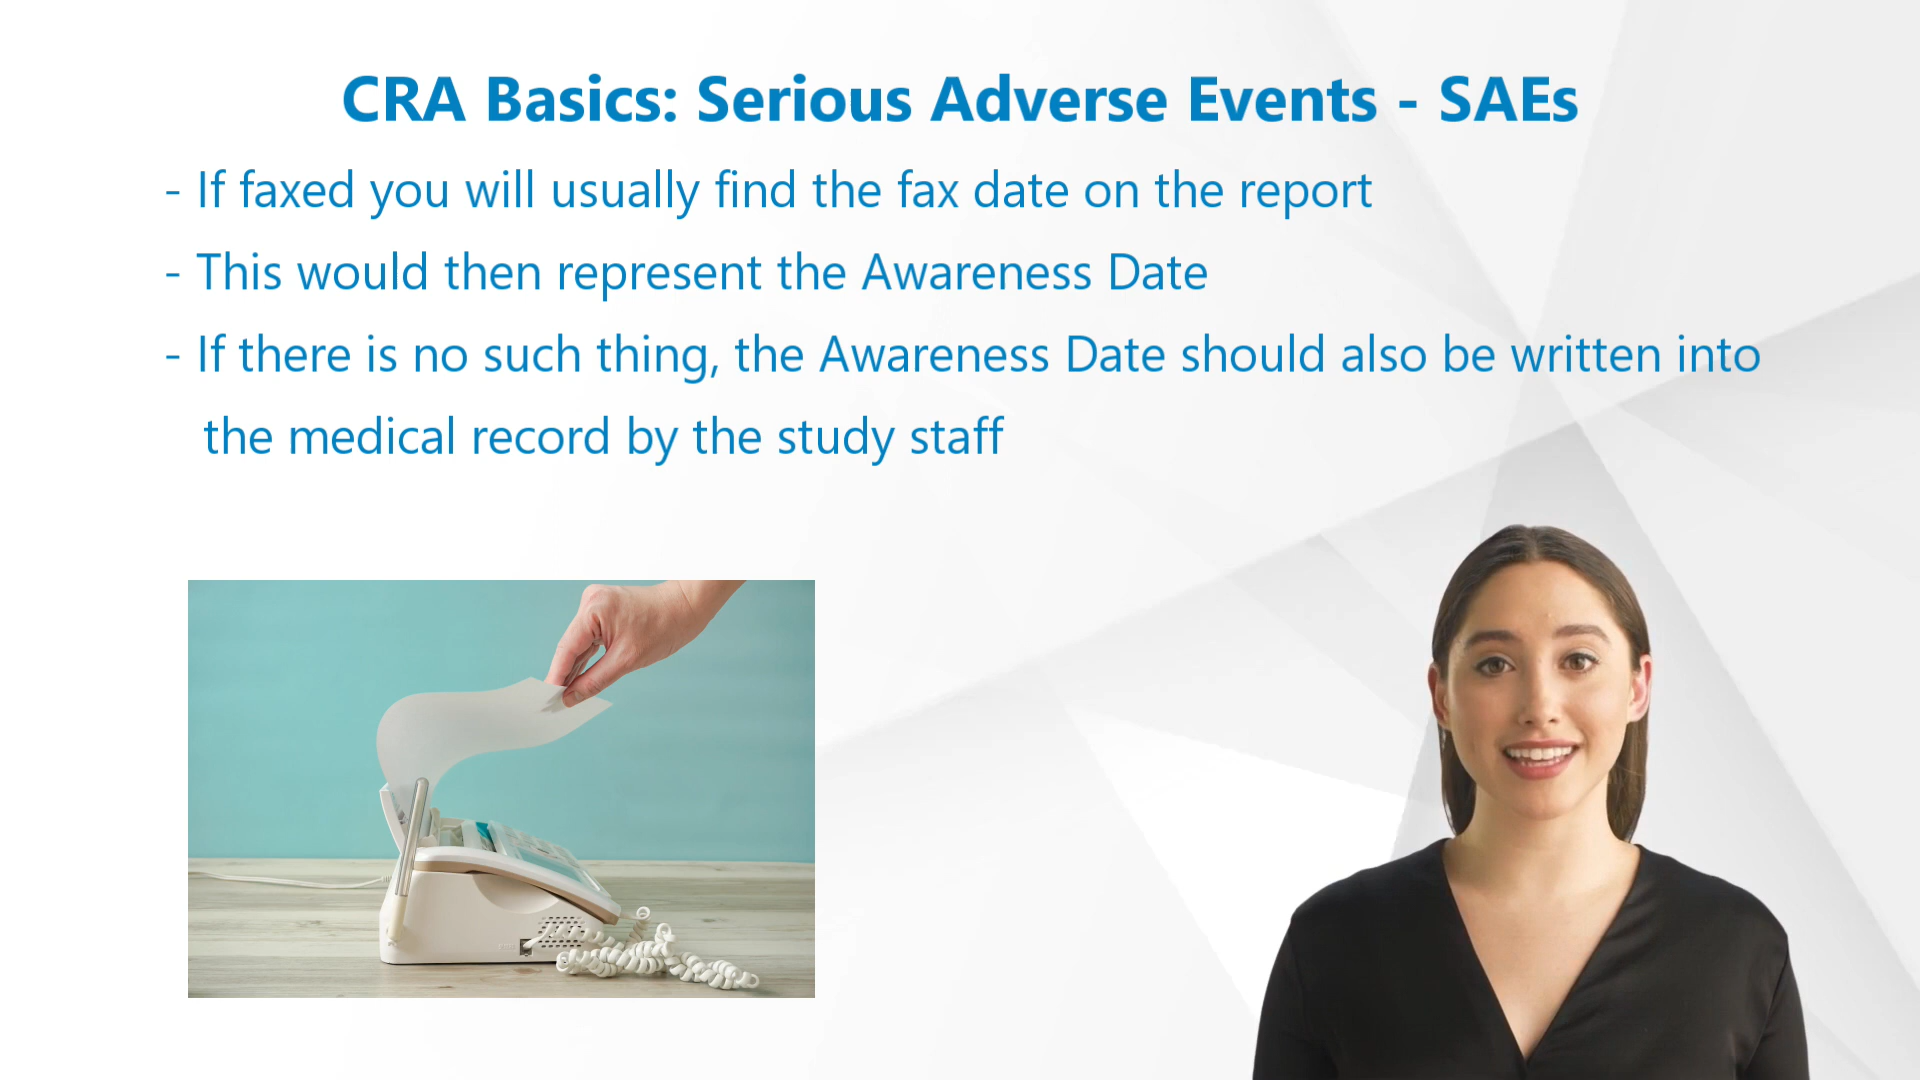 CRA Basics: Serious Adverse Events - SAEs
- If faxed you will usually find the fax date on the report
- This would then represent the Awareness Date
- If there is no such thing, the Awareness Date should also be written into
the medical record by the study staff